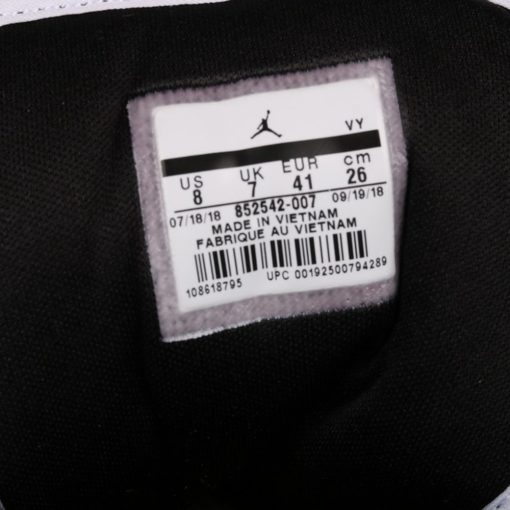 VY
US UK EUR cm
8 7 41 26
07/18/18 852542-007 09/19/18
MADE IN VIETNAM
FABRIQUE AU VIETNAM
108618795 UPC 00192500794289